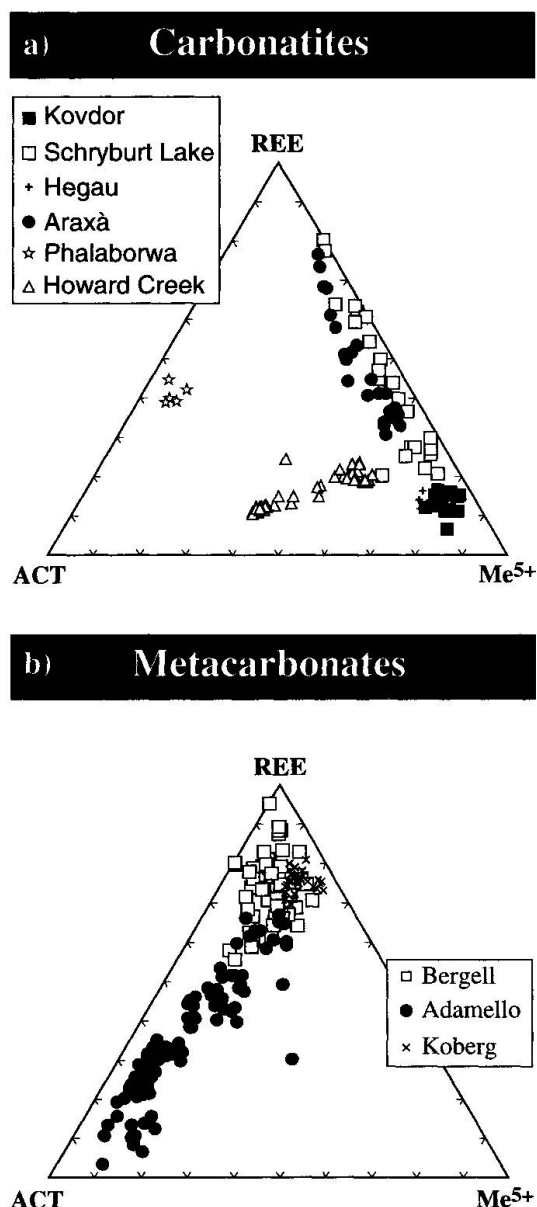 a) Carbonatites
Kovdor
Schryburt Lake
Hegau
Araxà
Phalaborwa
Howard Creek
REE
ACT
Me5+
b) Metacarbonates
REE
Bergell
Adamello
Koberg
ACT
Me5+